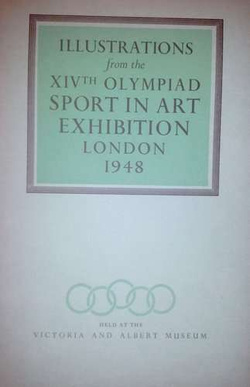 ILLUSTRATIONS
from the
XIVTH OLYMPIAD
SPORT IN ART
EXHIBITION
LONDON
1948
HELD AT THE
VICTORIA AND ALBERT MUSEUM